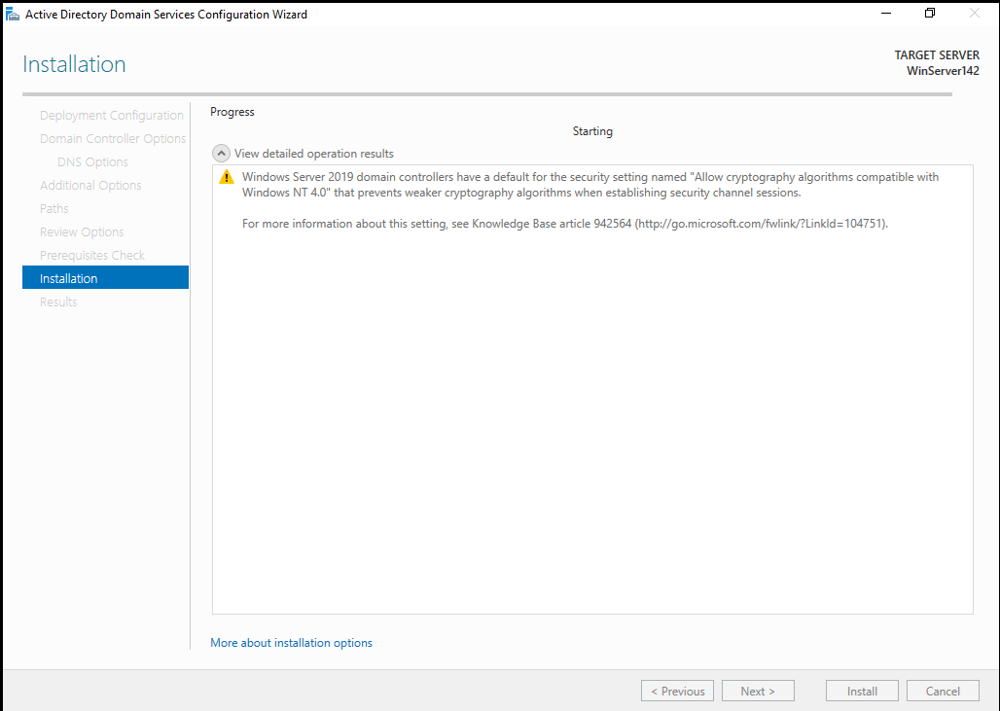 Active Directory Domain Services Configuration Wizard
Installation
TARGET SERVER
WinServer142
Deployment Configuration
Domain Controller Options
DNS Options
Additional Options
Paths
Review Options
Prerequisites Check
Installation
Results
Progress
Starting
View detailed operation results
Windows Server 2019 domain controllers have a default for the security setting named "Allow cryptography algorithms compatible with
Windows NT 4.0" that prevents weaker cryptography algorithms when establishing security channel sessions.
For more information about this setting, see Knowledge Base article 942564 (http://go.microsoft.com/fwlink/?LinkId=104751).
More about installation options
< Previous
Next >
Install
Cancel